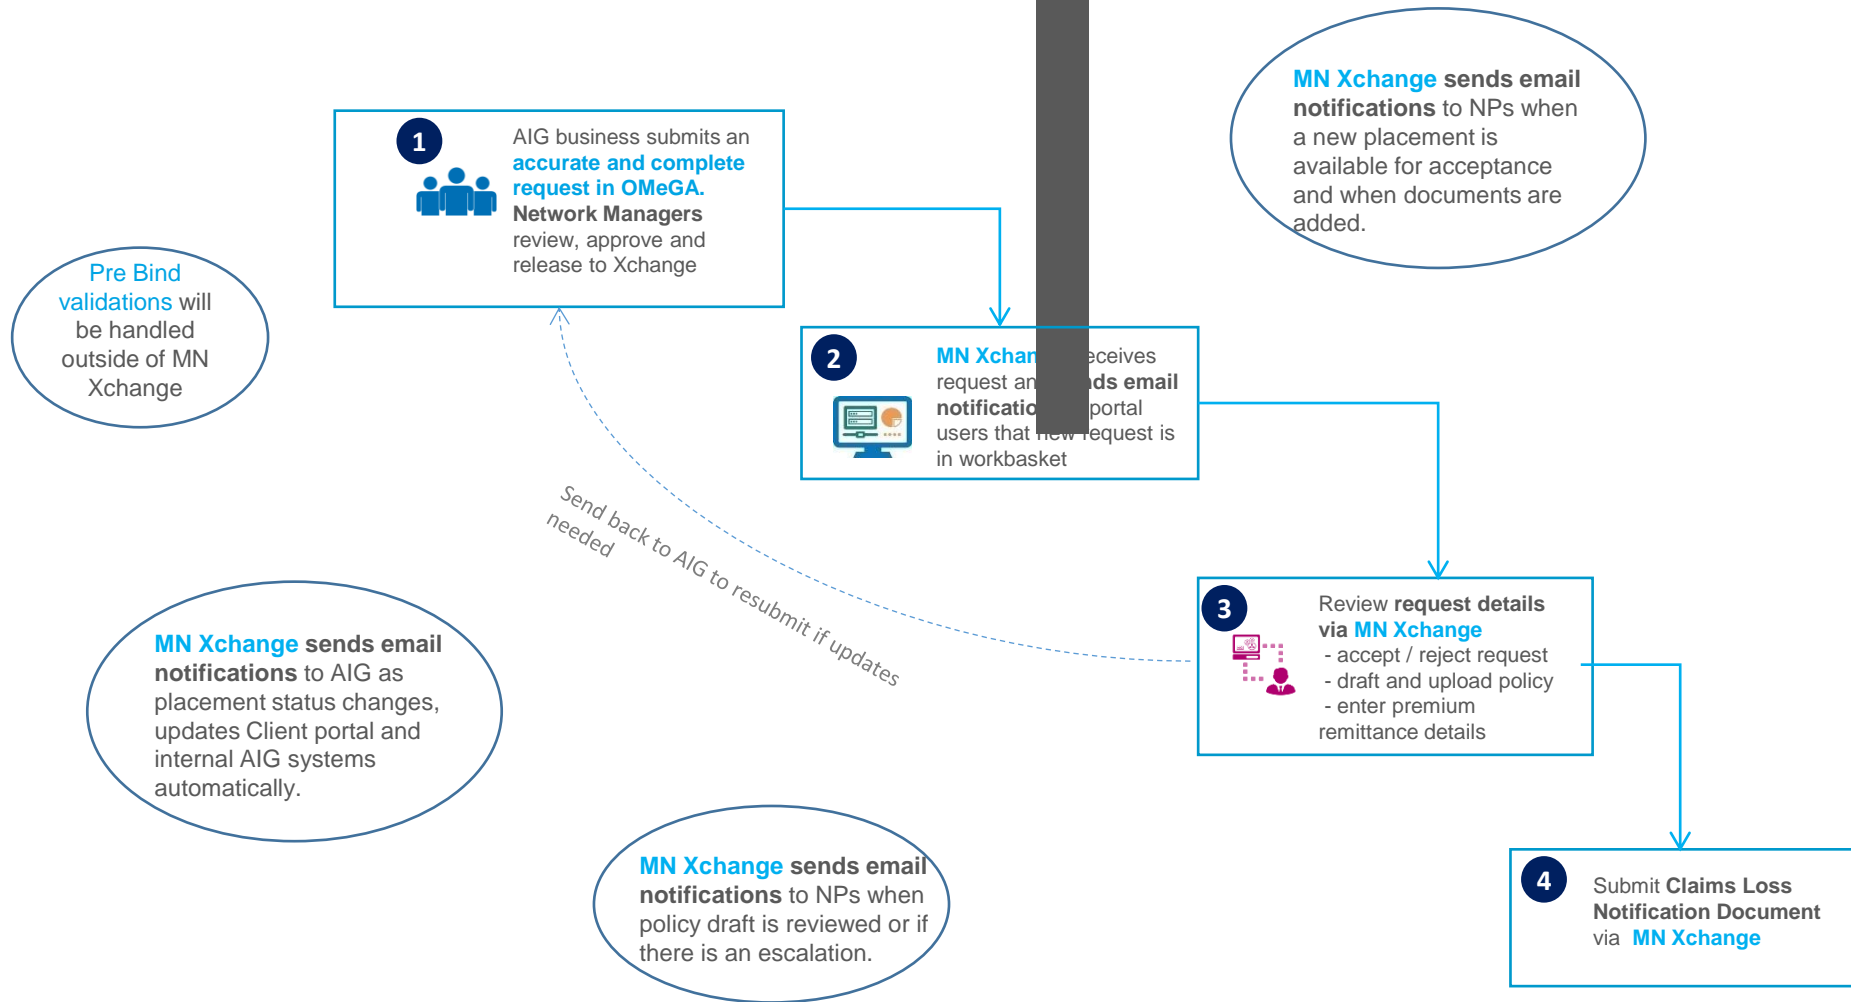 1
AIG business submits an
accurate and complete
request in OMeGA.
Network Managers
review, approve and
release to Xchange
MN Xchange sends email
notifications to NPs when
a new placement is
available for acceptance
and when documents are
added.
Pre Bind
validations will
be handled
outside of MN
Xchange
2
MN
request
email
portal
users that new request is
in workbasket
Send back to AIG to resubmit if updates
needed
3
Review request details
via MN Xchange
- accept / reject request
- draft and upload policy
- enter premium
remittance details
MN Xchange sends email
notifications to AIG as
placement status changes,
updates Client portal and
internal AIG systems
automatically.
MN Xchange sends email
notifications to NPs when
policy draft is reviewed or if
there is an escalation.
4
Submit Claims Loss
Notification Document
via MN Xchange